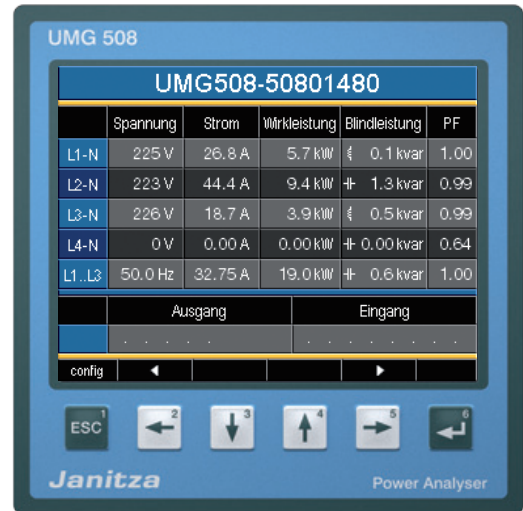 UMG 508
UMG508-50801480
Spannung Strom Wirkleistung Blindleistung PF
L1-N 225 V 26.8 A 5.7 kW 0.1 kvar 1.00
L2-N 223 V 44.4 A 9.4 kW 1.3 kvar 0.99
L3-N 226 V 18.7 A 3.9 kW 0.5 kvar 0.99
L4-N 0 V 0.00 A 0.00 kW 0.00 kvar 0.64
L1..L3 50.0 Hz 32.75 A 19.0 kW 0.6 kvar 1.00
Ausgang Eingang
config
ESC 1 2 3 4 5 6
Janitza Power Analyser